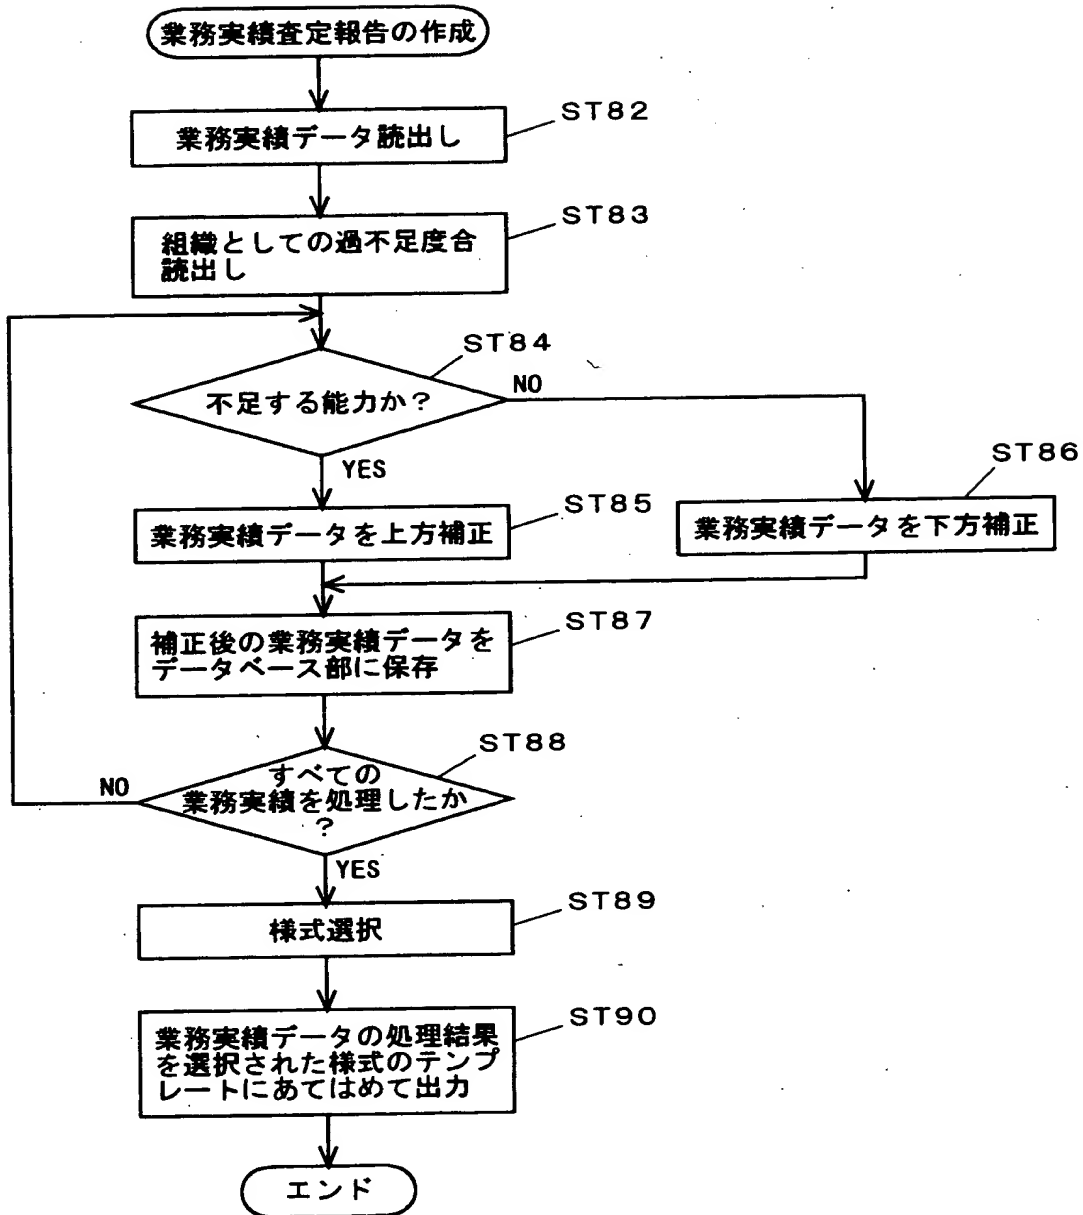 業務実績査定報告の作成
ST82
業務実績データ読出し
ST83
組織としての過不足度合
読出し
ST84
不足する能力か？
NO
YES
ST86
ST85
業務実績データを上方補正
業務実績データを下方補正
ST87
補正後の業務実績データを
データベース部に保存
ST88
すべての
業務実績を処理したか
？
NO
YES
ST89
様式選択
ST90
業務実績データの処理結果
を選択された様式のテンプ
レートにあてはめて出力
エンド